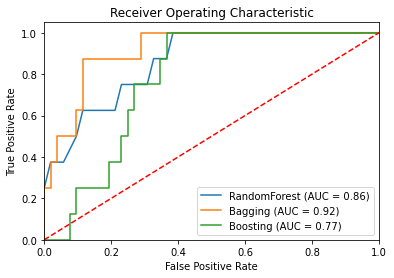 Receiver Operating Characteristic
True Positive Rate
1.0
0.8
0.6
0.4
0.2
0.0
RandomForest (AUC = 0.86)
Bagging (AUC = 0.92)
Boosting (AUC = 0.77)
0.0 0.2 0.4 0.6 0.8 1.0
False Positive Rate